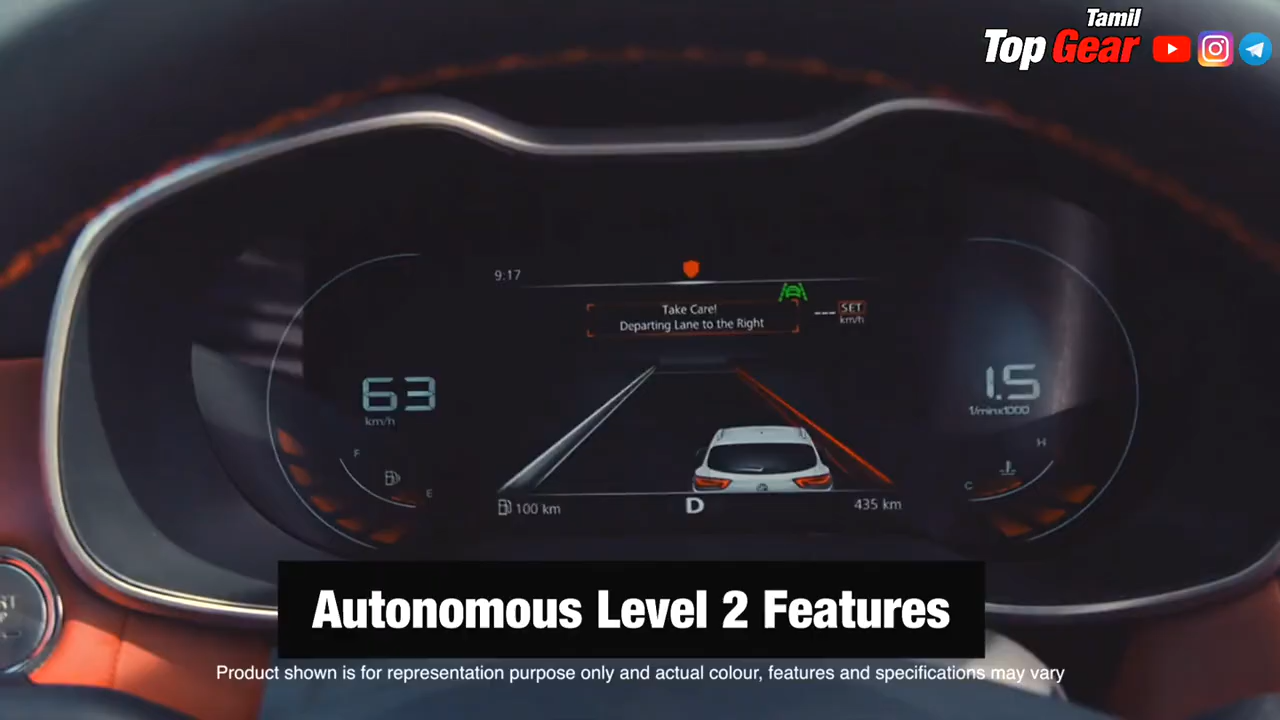 Tamil
Top Gear
9:17
Take Care!
Departing Lane to the Right
--- SET
km/h
63
km/h
1.5
1/minx1000
F
E
H
C
100 km
D
435 km
Autonomous Level 2 Features
Product shown is for representation purpose only and actual colour, features and specifications may vary